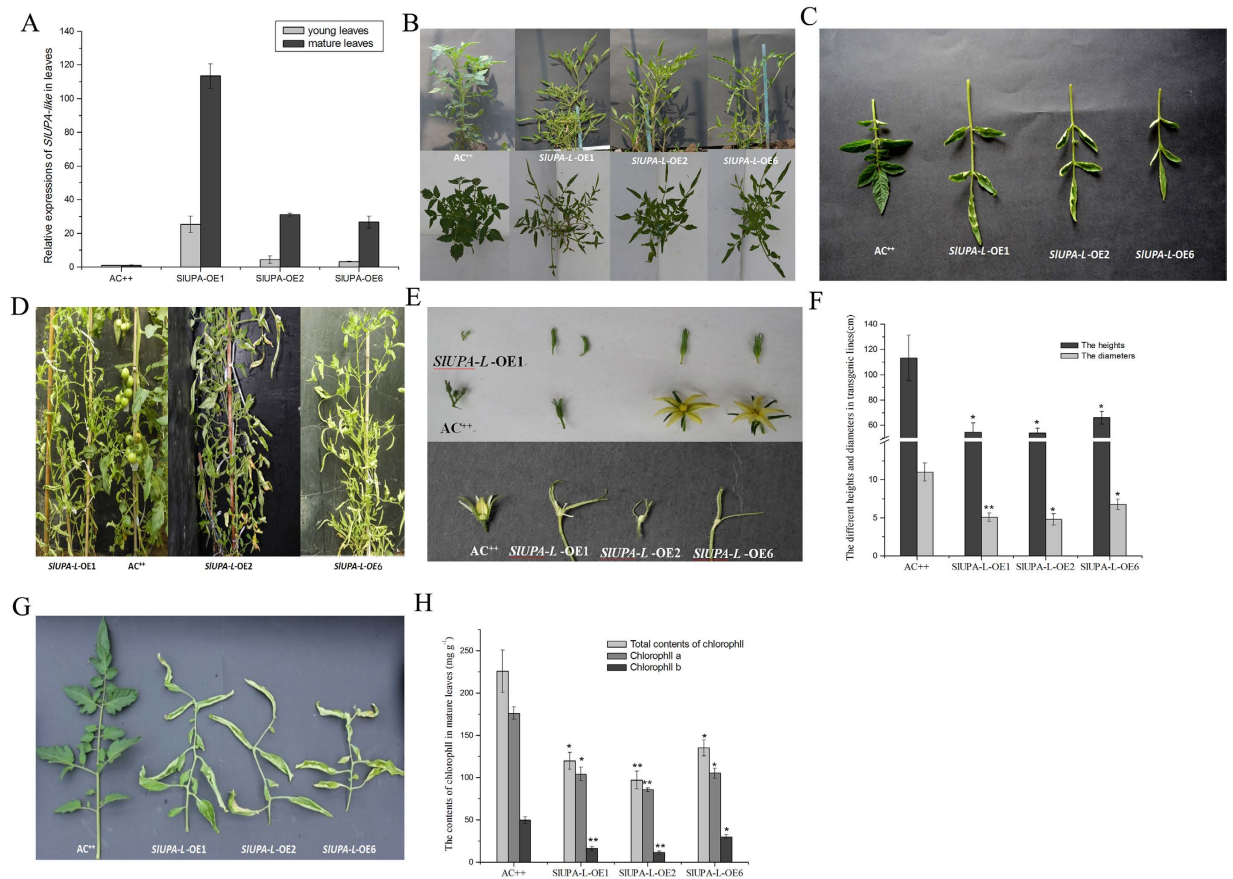 A
Relative expressions of SlUPA-like in leaves
140
120
100
80
60
40
20
0
young leaves
mature leaves
AC++
SlUPA-OE1
SlUPA-OE2
SlUPA-OE6
B
AC++
SlUPA-L-OE1
SlUPA-L-OE2
SlUPA-L-OE6
C
AC++
SlUPA-L-OE1
SlUPA-L-OE2
SlUPA-L-OE6
D
SlUPA-L-OE1
AC++
SlUPA-L-OE2
SlUPA-L-OE6
E
SlUPA-L -OE1
AC++
AC++
SlUPA-L -OE1
SlUPA-L -OE2
SlUPA-L -OE6
F
The different heights and diameters in transgenic lines(cm)
140
130
120
110
100
90
80
70
60
10
5
0
The heights
The diameters
*
*
*
**
*
*
AC++
SlUPA-L-OE1
SlUPA-L-OE2
SlUPA-L-OE6
G
AC++
SlUPA-L-OE1
SlUPA-L-OE2
SlUPA-L-OE6
H
The contents of chlorophll in mature leaves (mg g-1)
250
200
150
100
50
0
Total contents of chlorophll
Chlorophll a
Chlorophll b
*
*
**
**
**
**
*
*
*
AC++
SlUPA-L-OE1
SlUPA-L-OE2
SlUPA-L-OE6